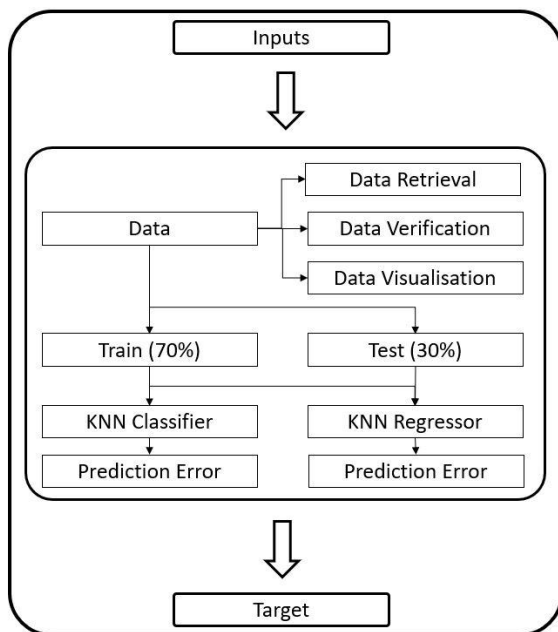 Inputs
Data Retrieval
Data
Data Verification
Data Visualisation
Train (70%)
Test (30%)
KNN Classifier
KNN Regressor
Prediction Error
Prediction Error
Target